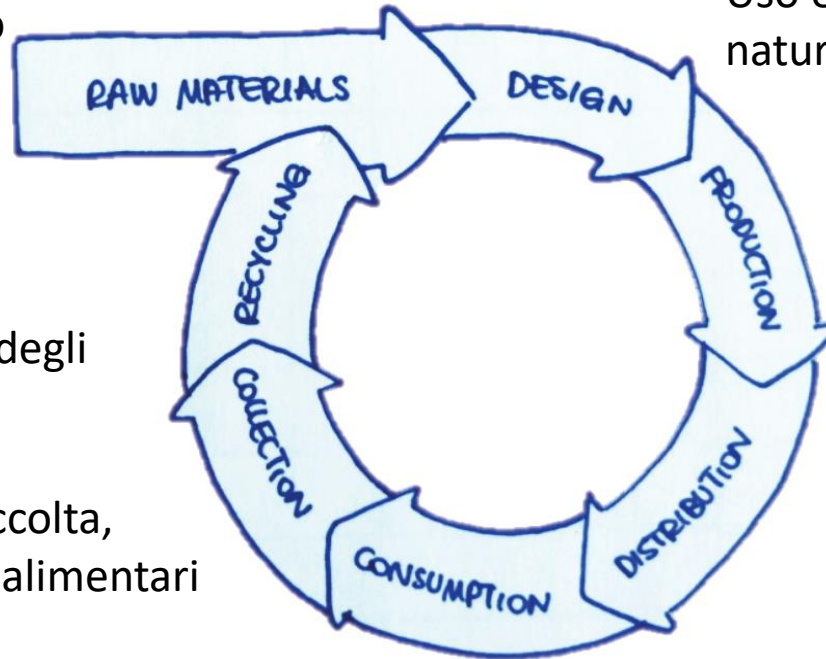 natur
RAW MATERIALS
DESIGN
PRODUCTION
DISTRIBUTION
CONSUMPTION
COLLECTION
RECYCLING
degli
ccolta,
alimentari